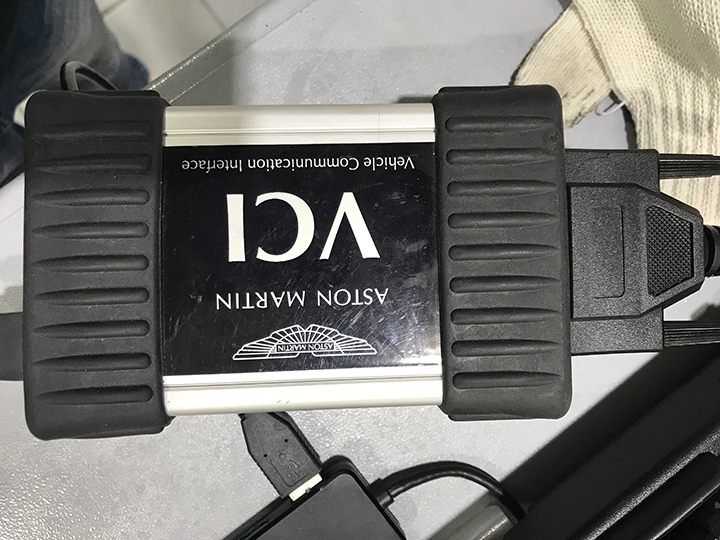 ASTON MARTIN
ASTON MARTIN
VCI
Vehicle Communication Interface